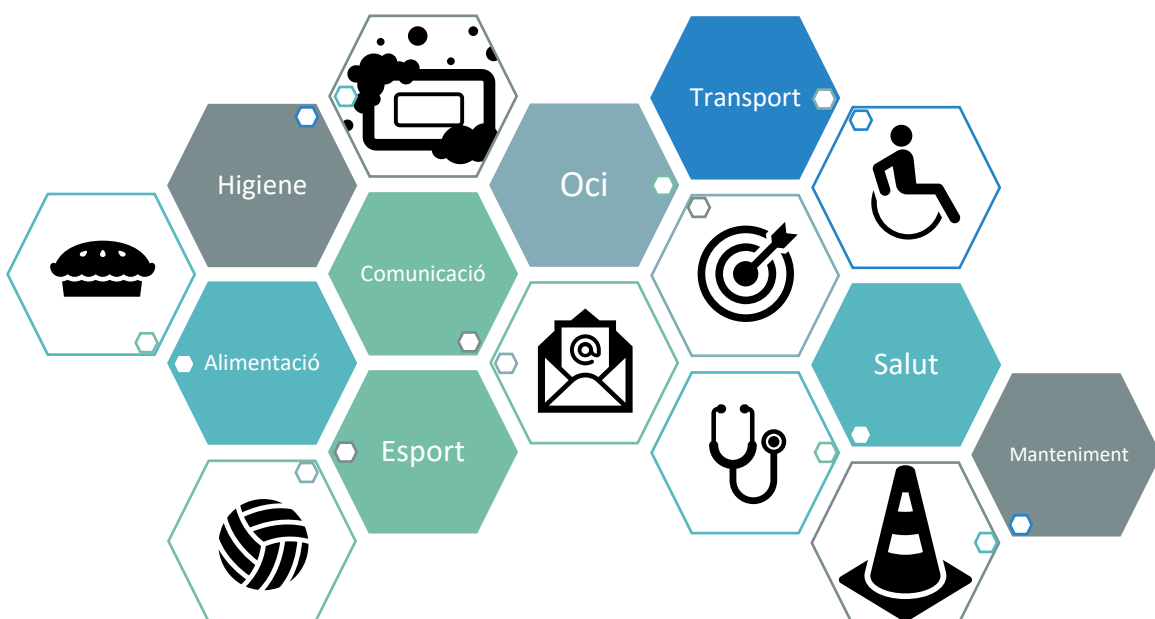 Transport
Higiene
Oci
Comunicació
Alimentació
Salut
Esport
Manteniment